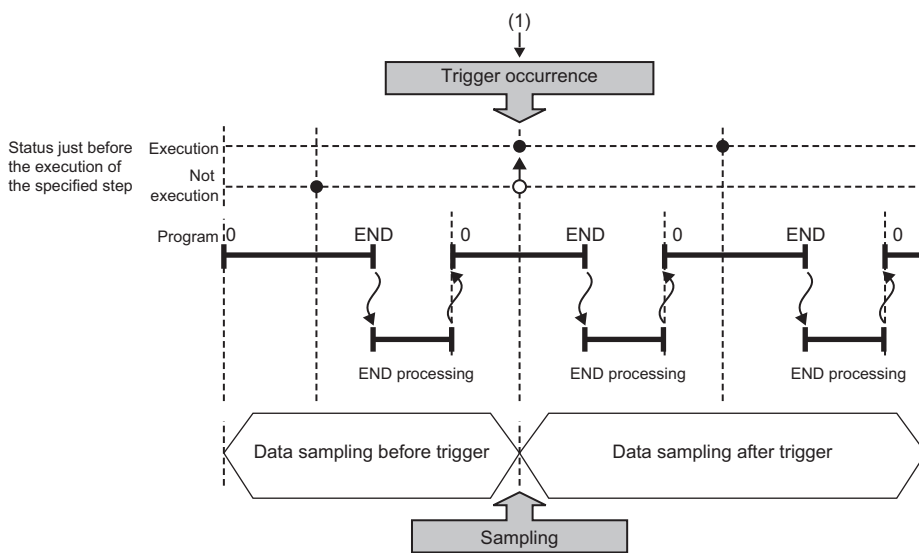 (1)
Trigger occurrence
Status just before
the execution of
the specified step
Execution
Not
execution
Program
0
END
0
END
0
END
0
END processing
END processing
END processing
Data sampling before trigger
Data sampling after trigger
Sampling